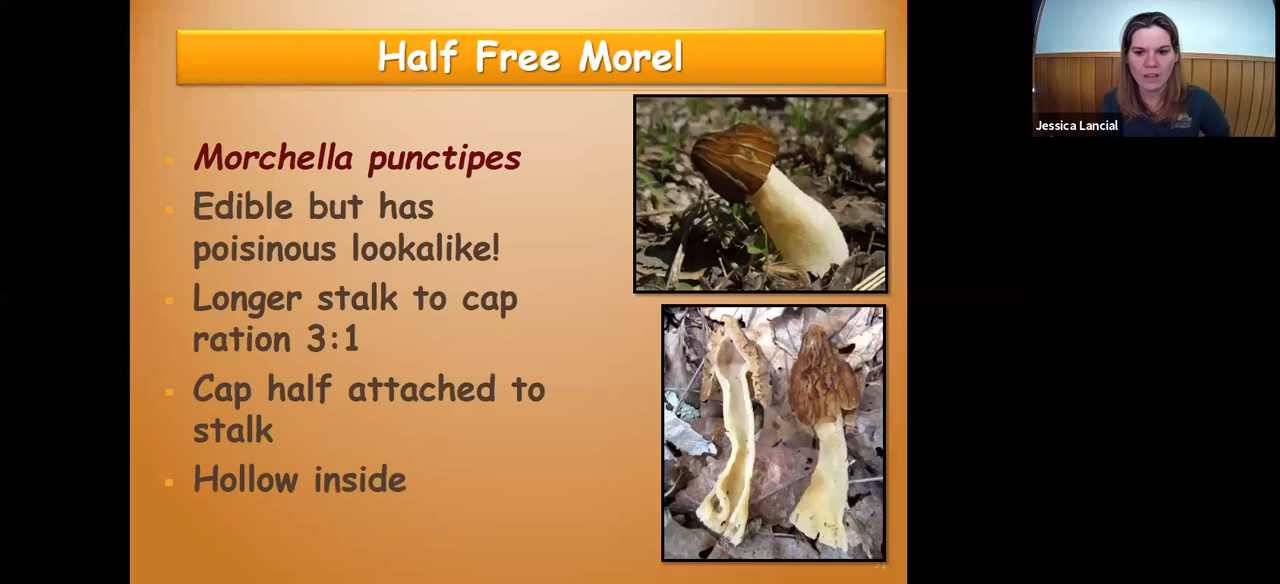 Half Free Morel
Morchella punctipes
Edible but has
poisinous lookalike!
Longer stalk to cap
ration 3:1
Cap half attached to
stalk
Hollow inside
Jessica Lancial